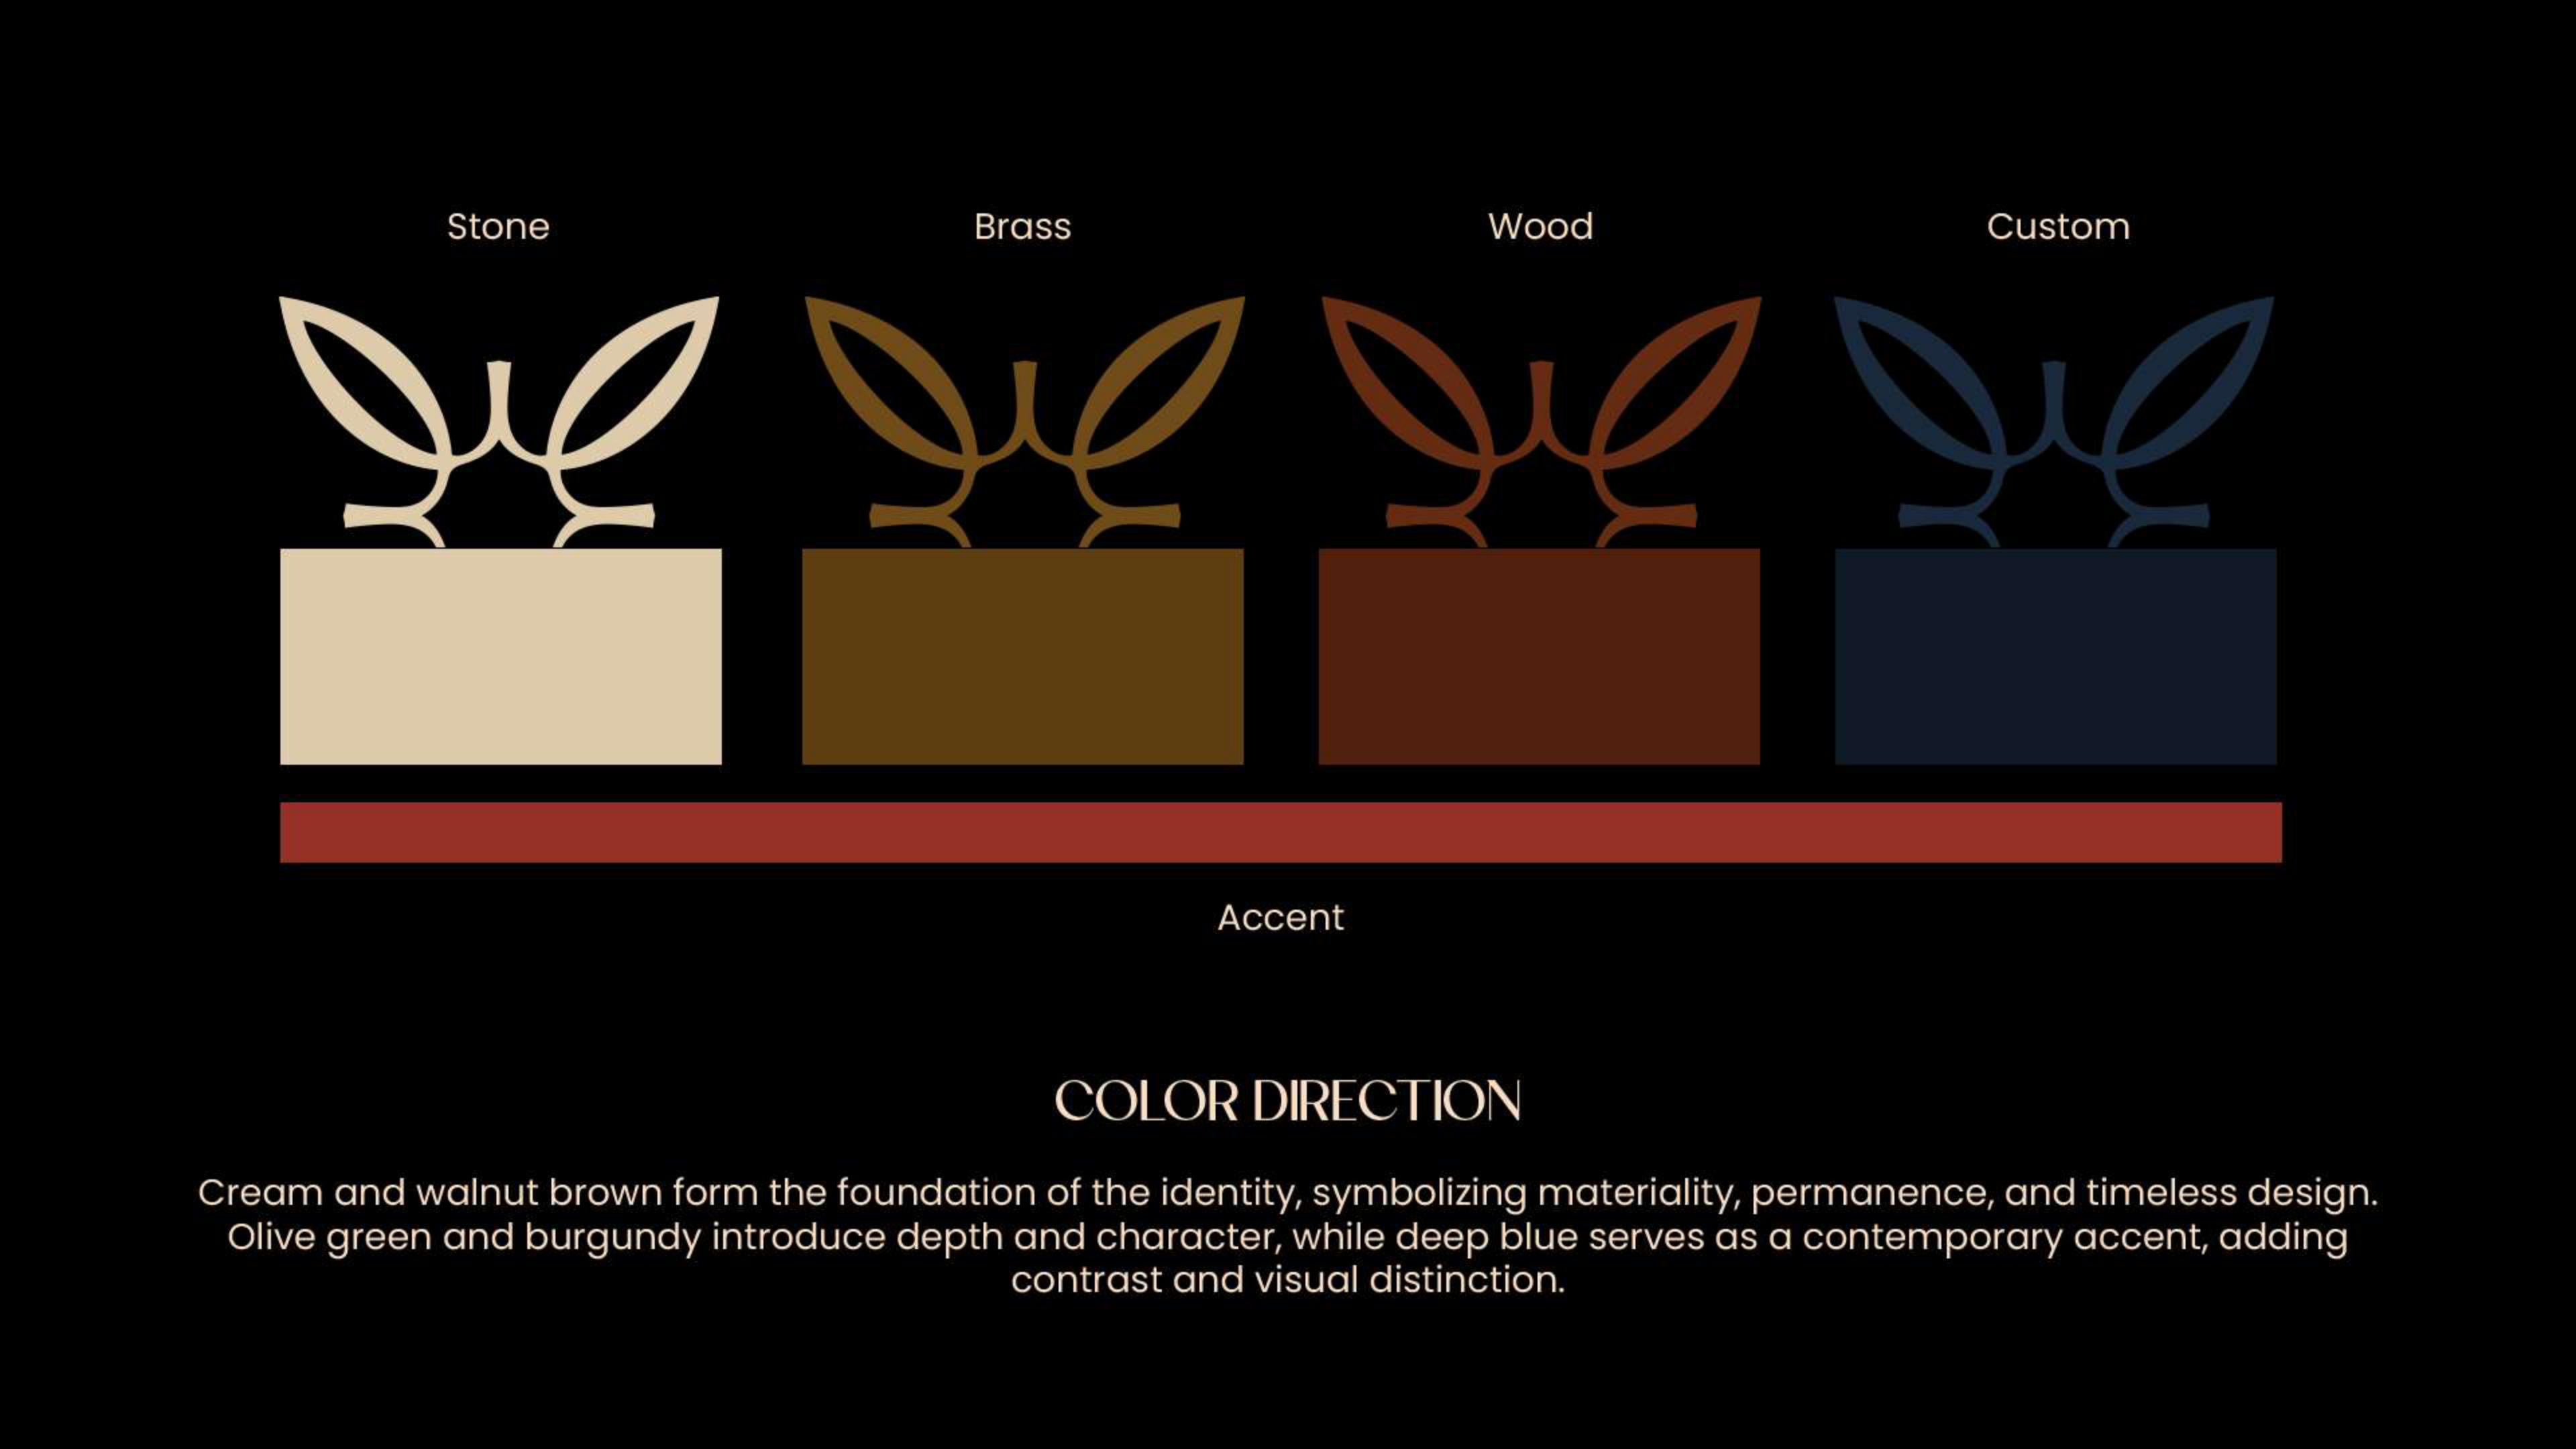 Stone
Brass
Wood
Custom
Accent
COLOR DIRECTION
Cream and walnut brown form the foundation of the identity, symbolizing materiality, permanence, and timeless design.
Olive green and burgundy introduce depth and character, while deep blue serves as a contemporary accent, adding
contrast and visual distinction.